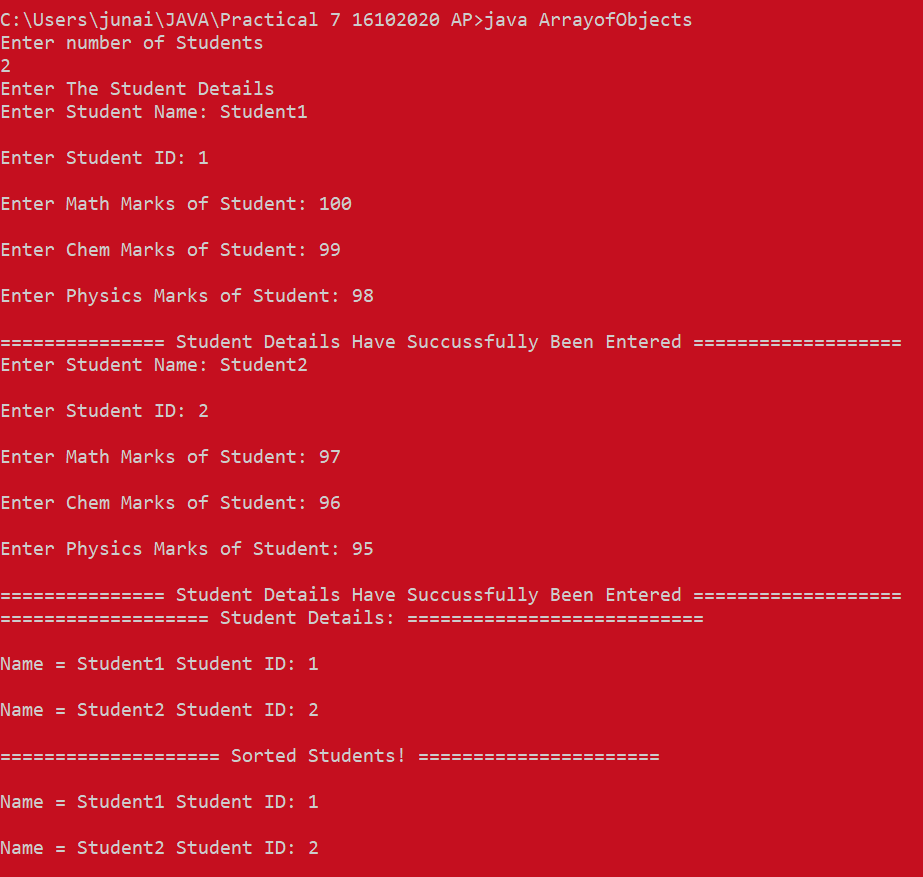 C:\Users\junai\JAVA\Practical 7 16102020 AP>java ArrayofObjects
Enter number of Students
2
Enter The Student Details
Enter Student Name: Student1
Enter Student ID: 1
Enter Math Marks of Student: 100
Enter Chem Marks of Student: 99
Enter Physics Marks of Student: 98
=============== Student Details Have Succussfully Been Entered ===================
Enter Student Name: Student2
Enter Student ID: 2
Enter Math Marks of Student: 97
Enter Chem Marks of Student: 96
Enter Physics Marks of Student: 95
=============== Student Details Have Succussfully Been Entered ===================
=================== Student Details: ===========================
Name = Student1 Student ID: 1
Name = Student2 Student ID: 2
==================== Sorted Students! ======================
Name = Student1 Student ID: 1
Name = Student2 Student ID: 2